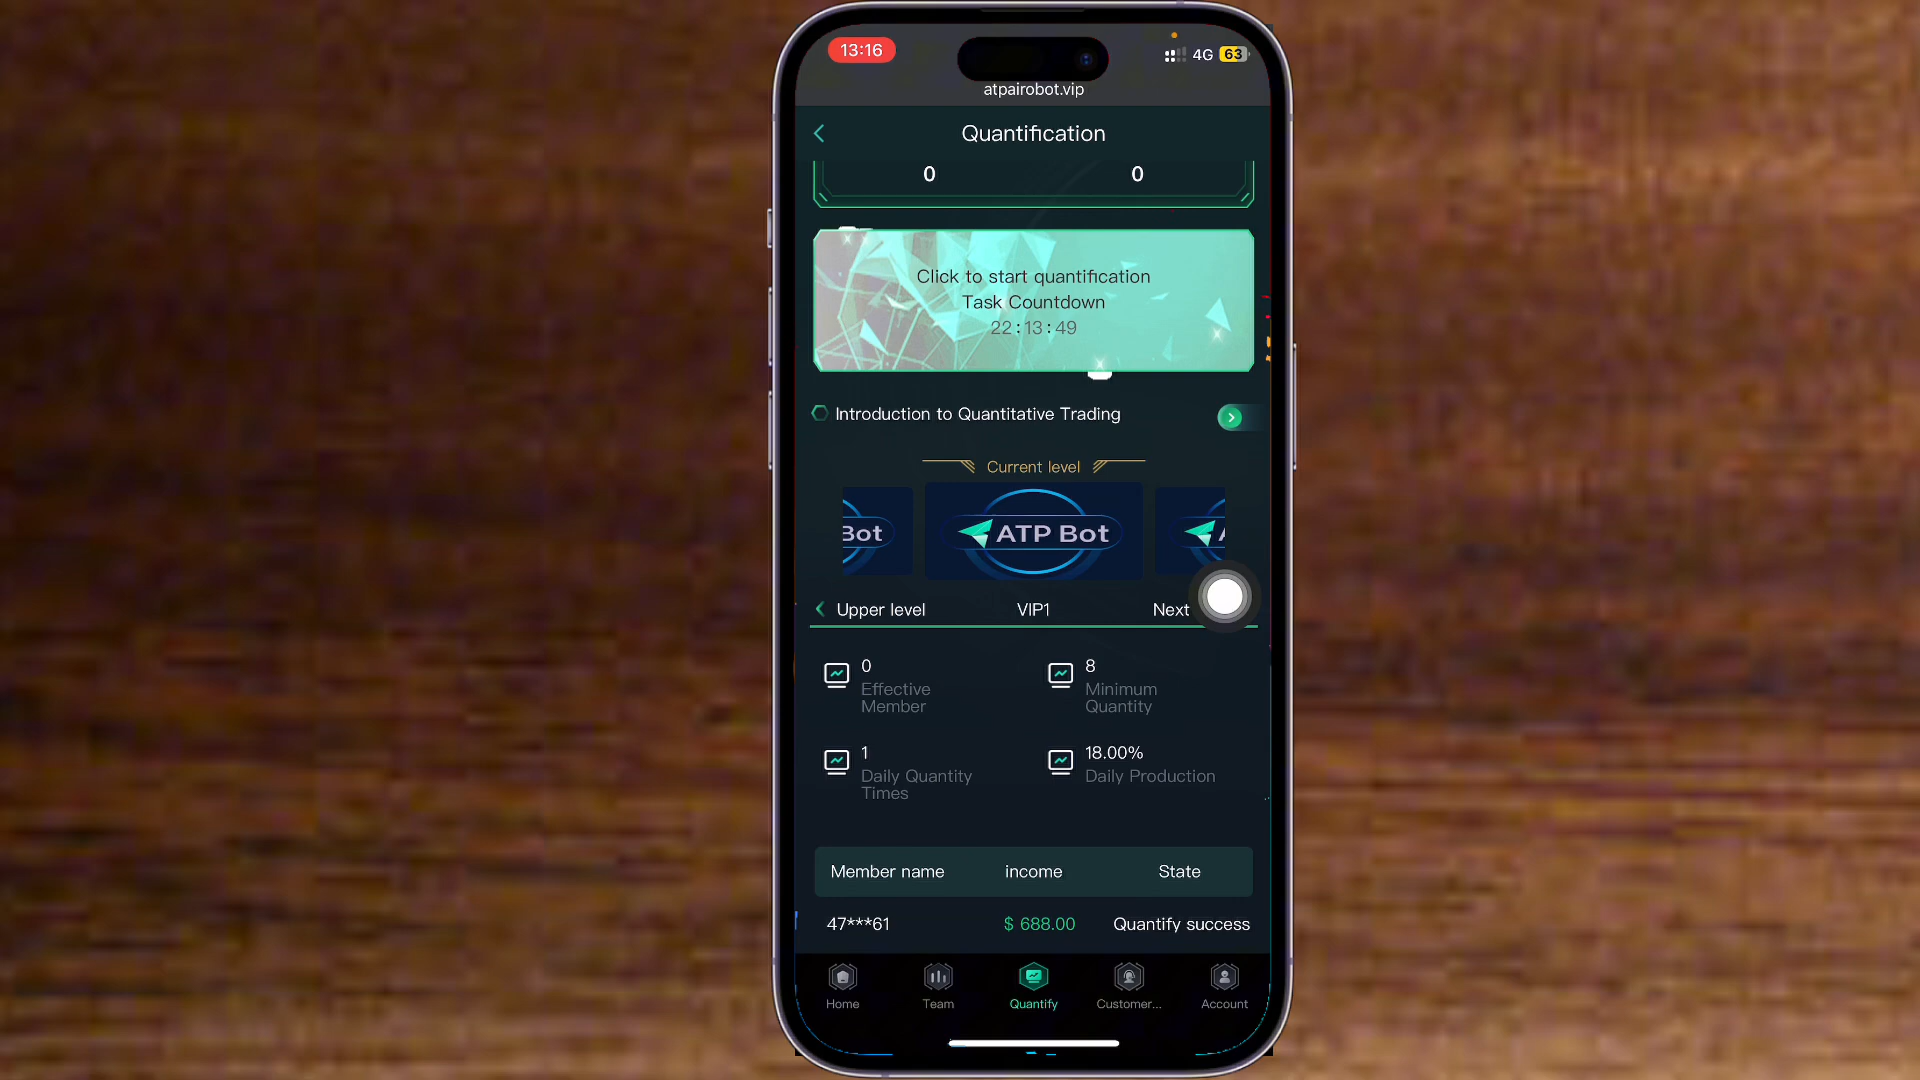 13:16
4G 63
atpairobot.vip
Quantification
0 0
Click to start quantification
Task Countdown
22:13:49
Introduction to Quantitative Trading
Current level
Bot ATP Bot
Upper level VIP1 Next
0 8
Effective Member Minimum Quantity
1 18.00%
Daily Quantity Times Daily Production
Member name income State
47***61 $ 688.00 Quantify success
Home Team Quantify Customer... Account